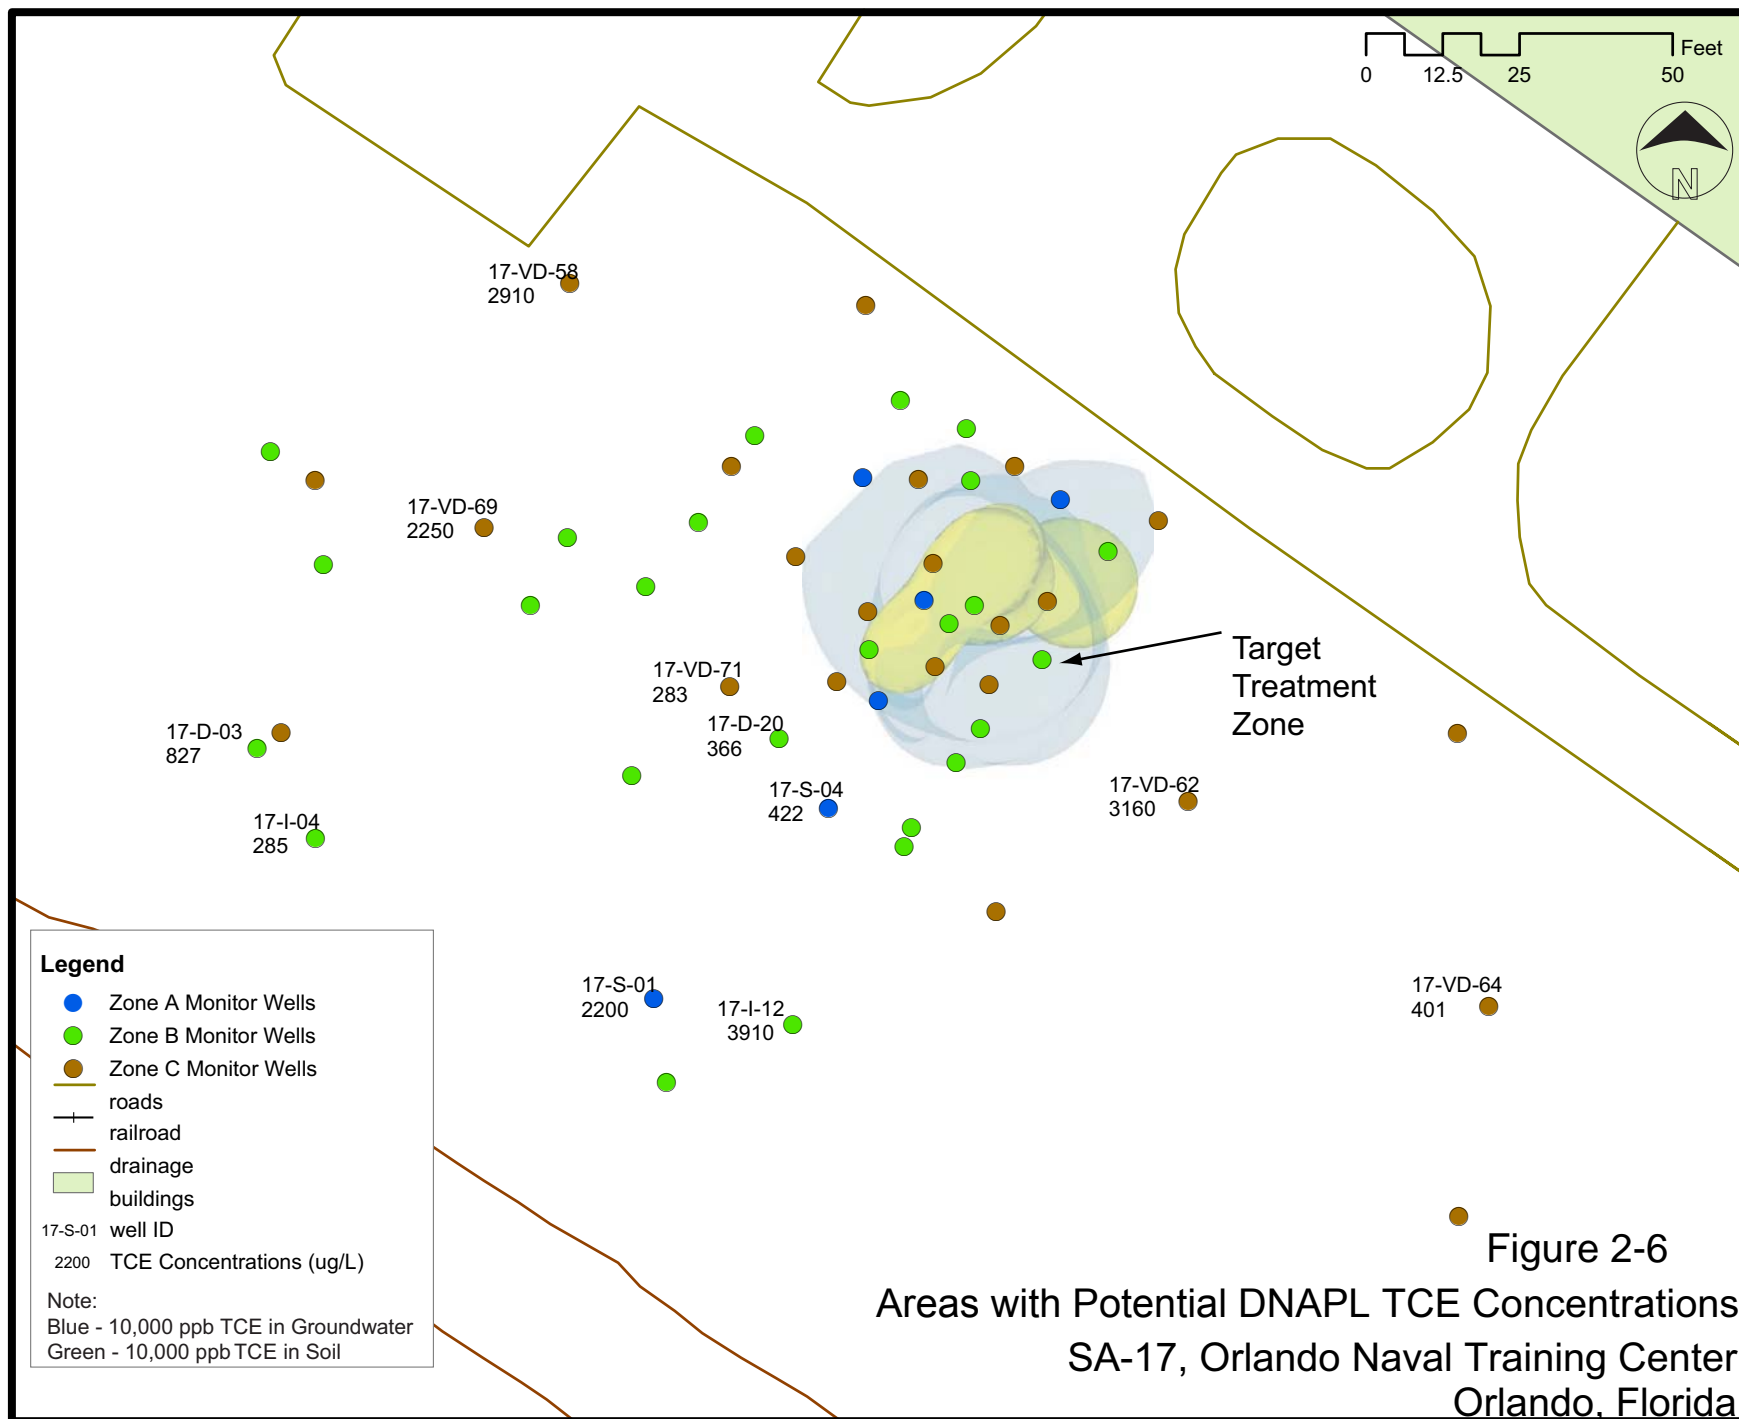 Feet
0 12.5 25 50
N
17-VD-58
2910
17-VD-69
2250
17-VD-71
283
17-D-20
366
Target
Treatment
Zone
17-D-03
827
17-S-04
422
17-VD-62
3160
17-I-04
285
17-S-01
2200
17-I-12
3910
17-VD-64
401
Legend
Zone A Monitor Wells
Zone B Monitor Wells
Zone C Monitor Wells
roads
railroad
drainage
buildings
17-S-01 well ID
2200 TCE Concentrations (ug/L)
Note:
Blue - 10,000 ppb TCE in Groundwater
Green - 10,000 ppb TCE in Soil
Figure 2-6
Areas with Potential DNAPL TCE Concentrations
SA-17, Orlando Naval Training Center
Orlando, Florida